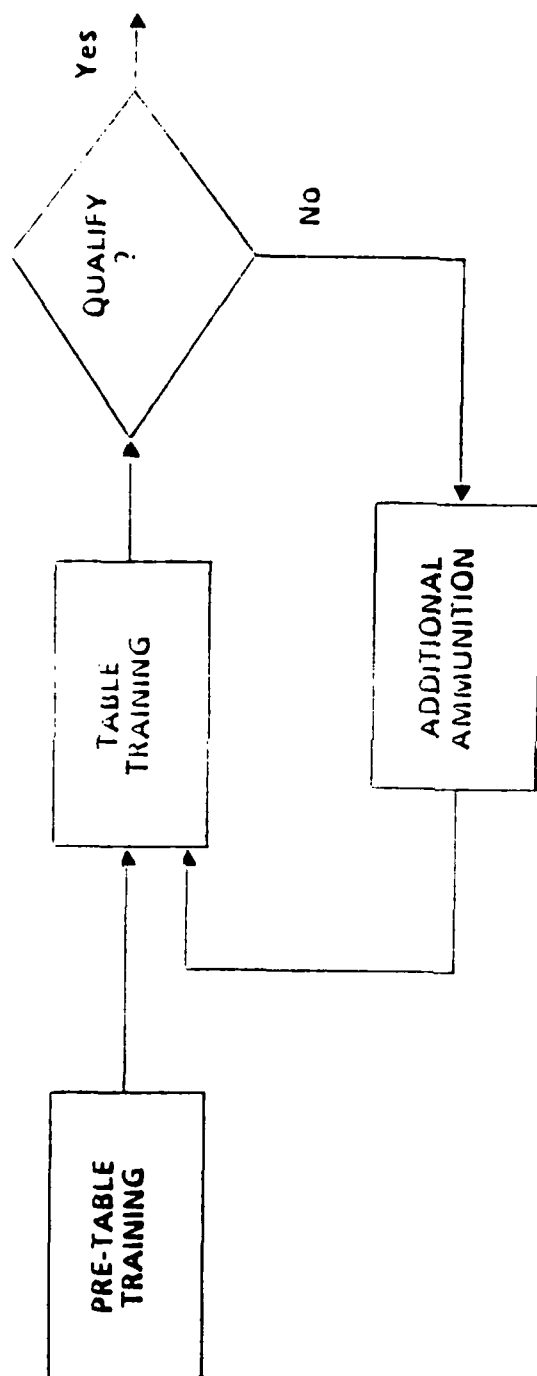 PRE-TABLE
TRAINING
TABLE
TRAINING
QUALIFY
?
Yes
No
ADDITIONAL
AMMUNITION